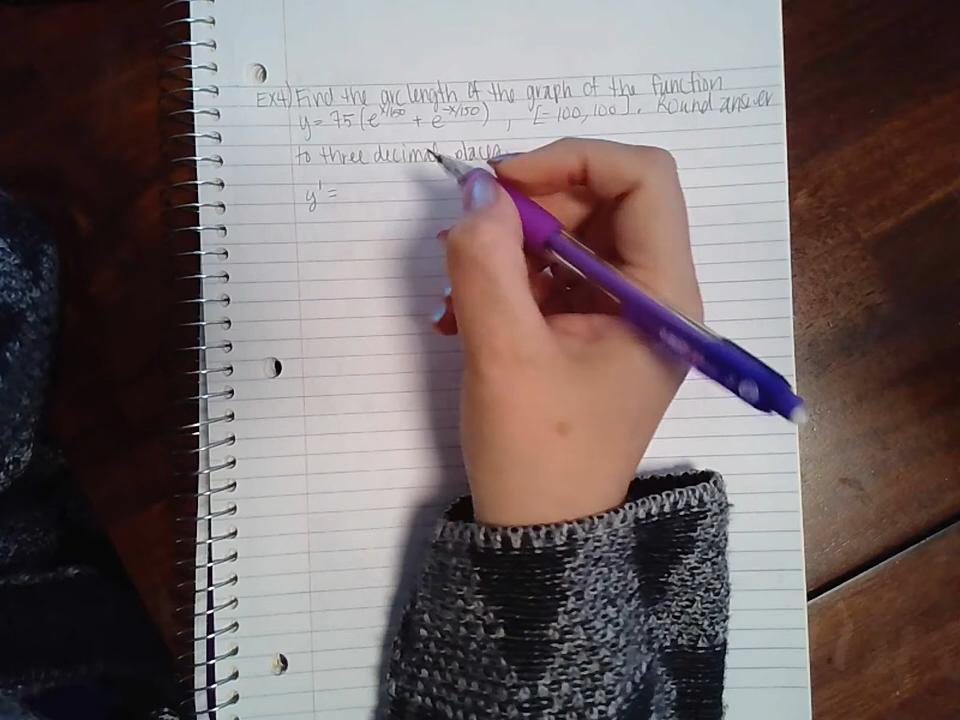 Ex4) Find the arc length of the graph of the function
y = 75(e^x/150 + e^-x/150), [-100, 100]. Round answer
to three decimal places.
y' =